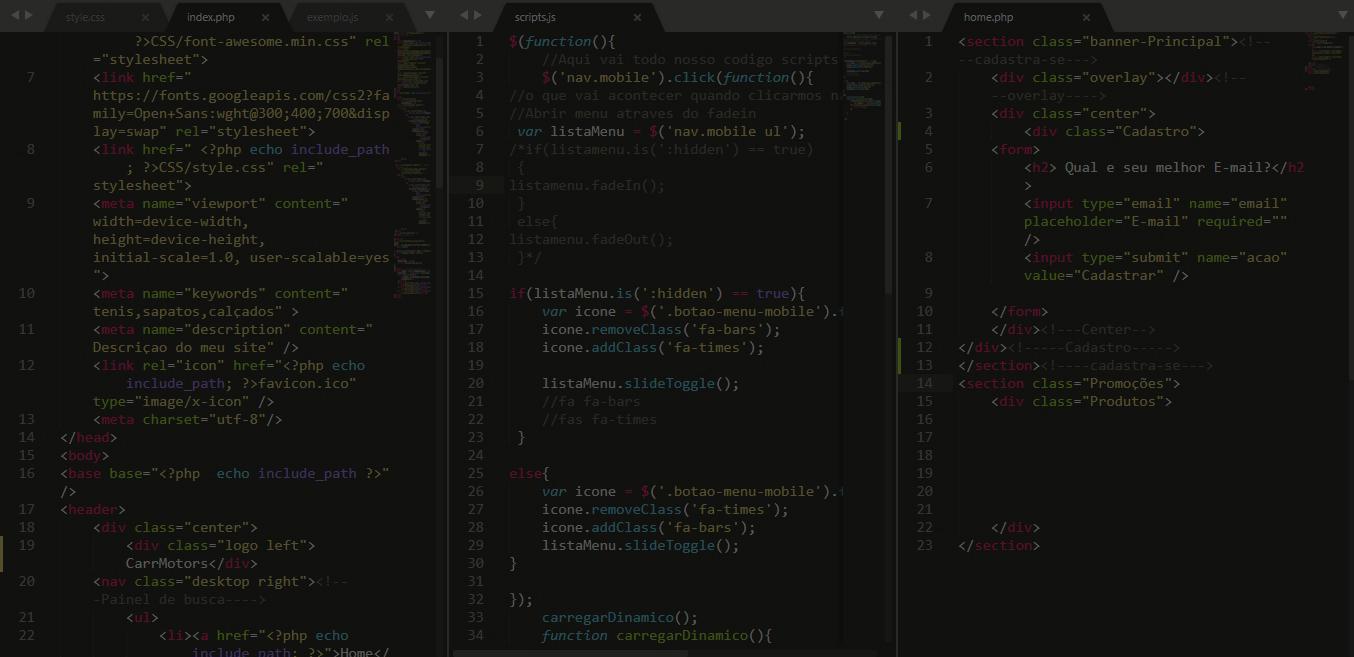 style.css
index.php
exemplo.js
?>CSS/font-awesome.min.css" rel
="stylesheet">
7 <link href="
https://fonts.googleapis.com/css2?fa
mily=Open+Sans:wght@300;400;700&disp
lay=swap" rel="stylesheet">
8 <link href=" <?php echo include_path
; ?>CSS/style.css" rel="
stylesheet">
9 <meta name="viewport" content="
width=device-width,
height=device-height,
initial-scale=1.0, user-scalable=yes
">
10 <meta name="keywords" content="
tenis,sapatos,calçados" >
11 <meta name="description" content="
Descriçao do meu site" />
12 <link rel="icon" href="<?php echo
include_path; ?>favicon.ico"
type="image/x-icon" />
13 <meta charset="utf-8"/>
14 </head>
15 <body>
16 <base base="<?php  echo include_path ?>"
/>
17 <header>
18 <div class="center">
19 <div class="logo left">
CarrMotors</div>
20 <nav class="desktop right"><!--
-Painel de busca---->
21 <ul>
22 <li><a href="<?php echo
include_path; ?>">Home</
scripts.js
1 $(function(){
2 //Aqui vai todo nosso codigo scripts
3 $('nav.mobile').click(function(){
4 //o que vai acontecer quando clicarmos n
5 //Abrir menu atraves do fadein
6 var listaMenu = $('nav.mobile ul');
7 /*if(listamenu.is(':hidden') == true)
8 {
9 listamenu.fadeIn();
10 }
11 else{
12 listamenu.fadeOut();
13 }*/
14
15 if(listaMenu.is(':hidden') == true){
16 var icone = $('.botao-menu-mobile').
17 icone.removeClass('fa-bars');
18 icone.addClass('fa-times');
19
20 listaMenu.slideToggle();
21 //fa fa-bars
22 //fas fa-times
23 }
24
25 else{
26 var icone = $('.botao-menu-mobile').
27 icone.removeClass('fa-times');
28 icone.addClass('fa-bars');
29 listaMenu.slideToggle();
30 }
31
32 });
33 carregarDinamico();
34 function carregarDinamico(){
home.php
1 <section class="banner-Principal"><!--
--cadastra-se--->
2 <div class="overlay"></div><!--
--overlay---->
3 <div class="center">
4 <div class="Cadastro">
5 <form>
6 <h2> Qual e seu melhor E-mail?</h2
>
7 <input type="email" name="email"
placeholder="E-mail" required=""
/>
8 <input type="submit" name="acao"
value="Cadastrar" />
9
10 </form>
11 </div><!---Center-->
12 </div><!-----Cadastro----->
13 </section><!----cadastra-se--->
14 <section class="Promoções">
15 <div class="Produtos">
16
17
18
19
20
21
22 </div>
23 </section>